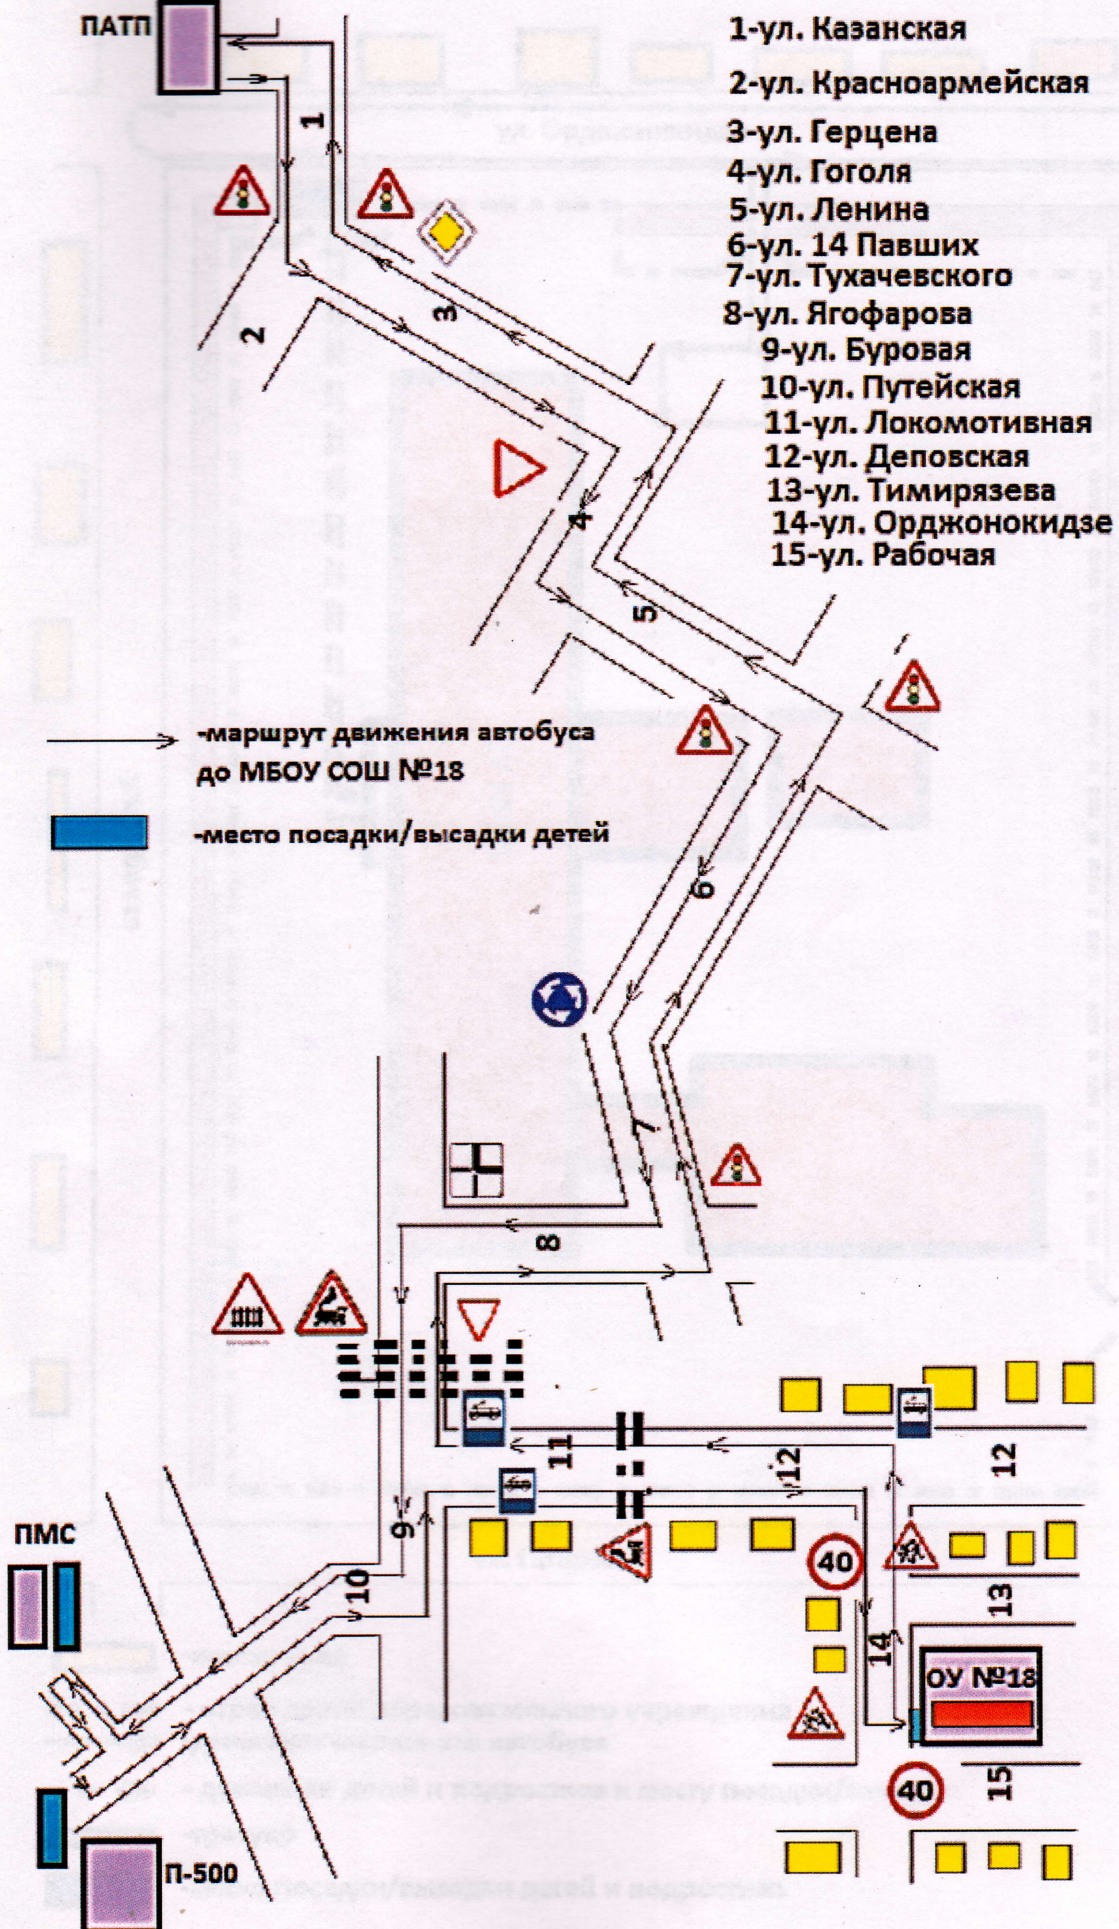 ПАТП
1-ул. Казанская
2-ул. Красноармейская
3-ул. Герцена
4-ул. Гоголя
5-ул. Ленина
6-ул. 14 Павших
7-ул. Тухачевского
8-ул. Ягофарова
9-ул. Буровая
10-ул. Путейская
11-ул. Локомотивная
12-ул. Деповская
13-ул. Тимирязева
14-ул. Орджонокидзе
15-ул. Рабочая
1
2
3
4
5
-маршрут движения автобуса
до МБОУ СОШ №18
-место посадки/высадки детей
6
7
8
9
10
11
12
12
13
14
15
40
40
ПМС
ОУ №18
П-500